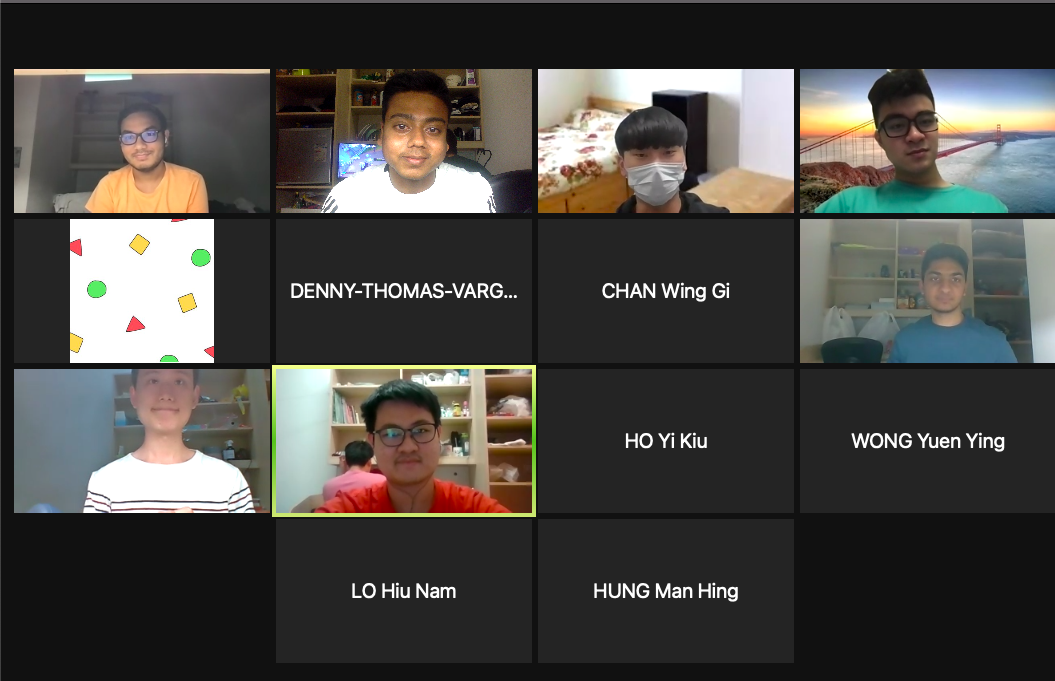 DENNY-THOMAS-VARG...
CHAN Wing Gi
HO Yi Kiu
WONG Yuen Ying
LO Hiu Nam
HUNG Man Hing